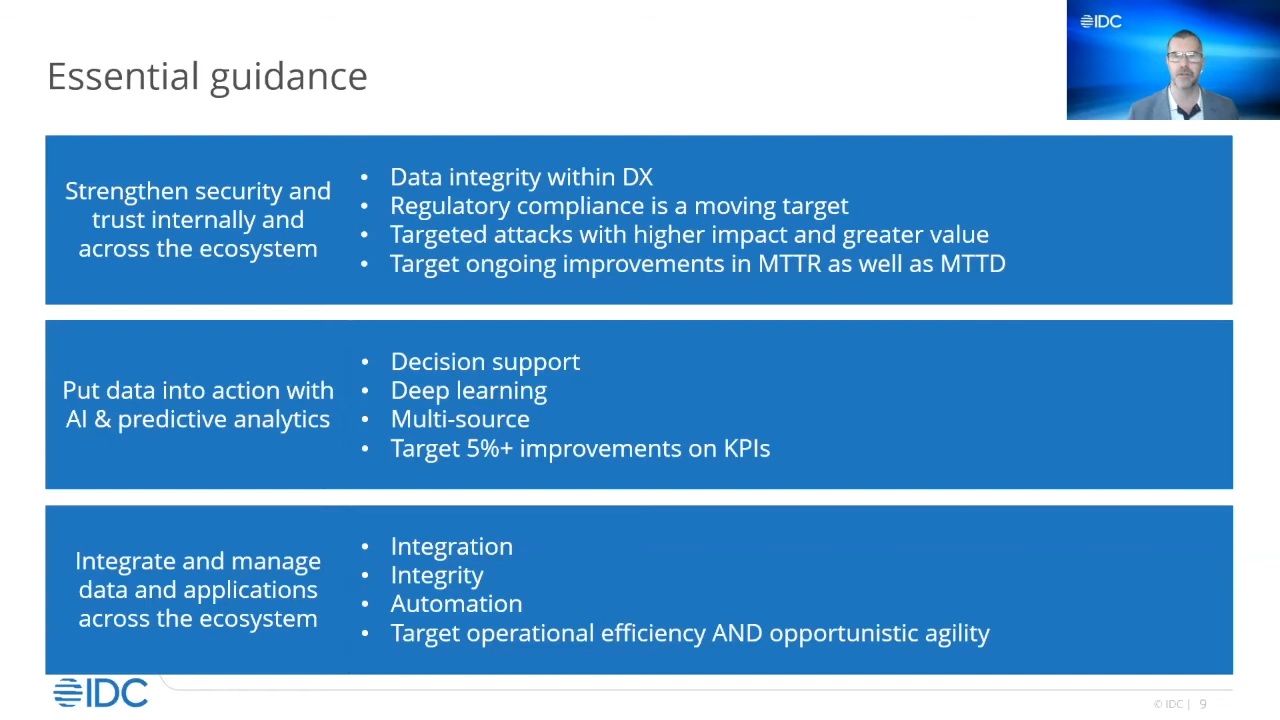 IDC
Essential guidance
Strengthen security and
trust internally and
across the ecosystem
• Data integrity within DX
• Regulatory compliance is a moving target
• Targeted attacks with higher impact and greater value
• Target ongoing improvements in MTTR as well as MTTD
Put data into action with
AI & predictive analytics
• Decision support
• Deep learning
• Multi-source
• Target 5%+ improvements on KPIs
Integrate and manage
data and applications
across the ecosystem
• Integration
• Integrity
• Automation
• Target operational efficiency AND opportunistic agility
IDC
© IDC | 9